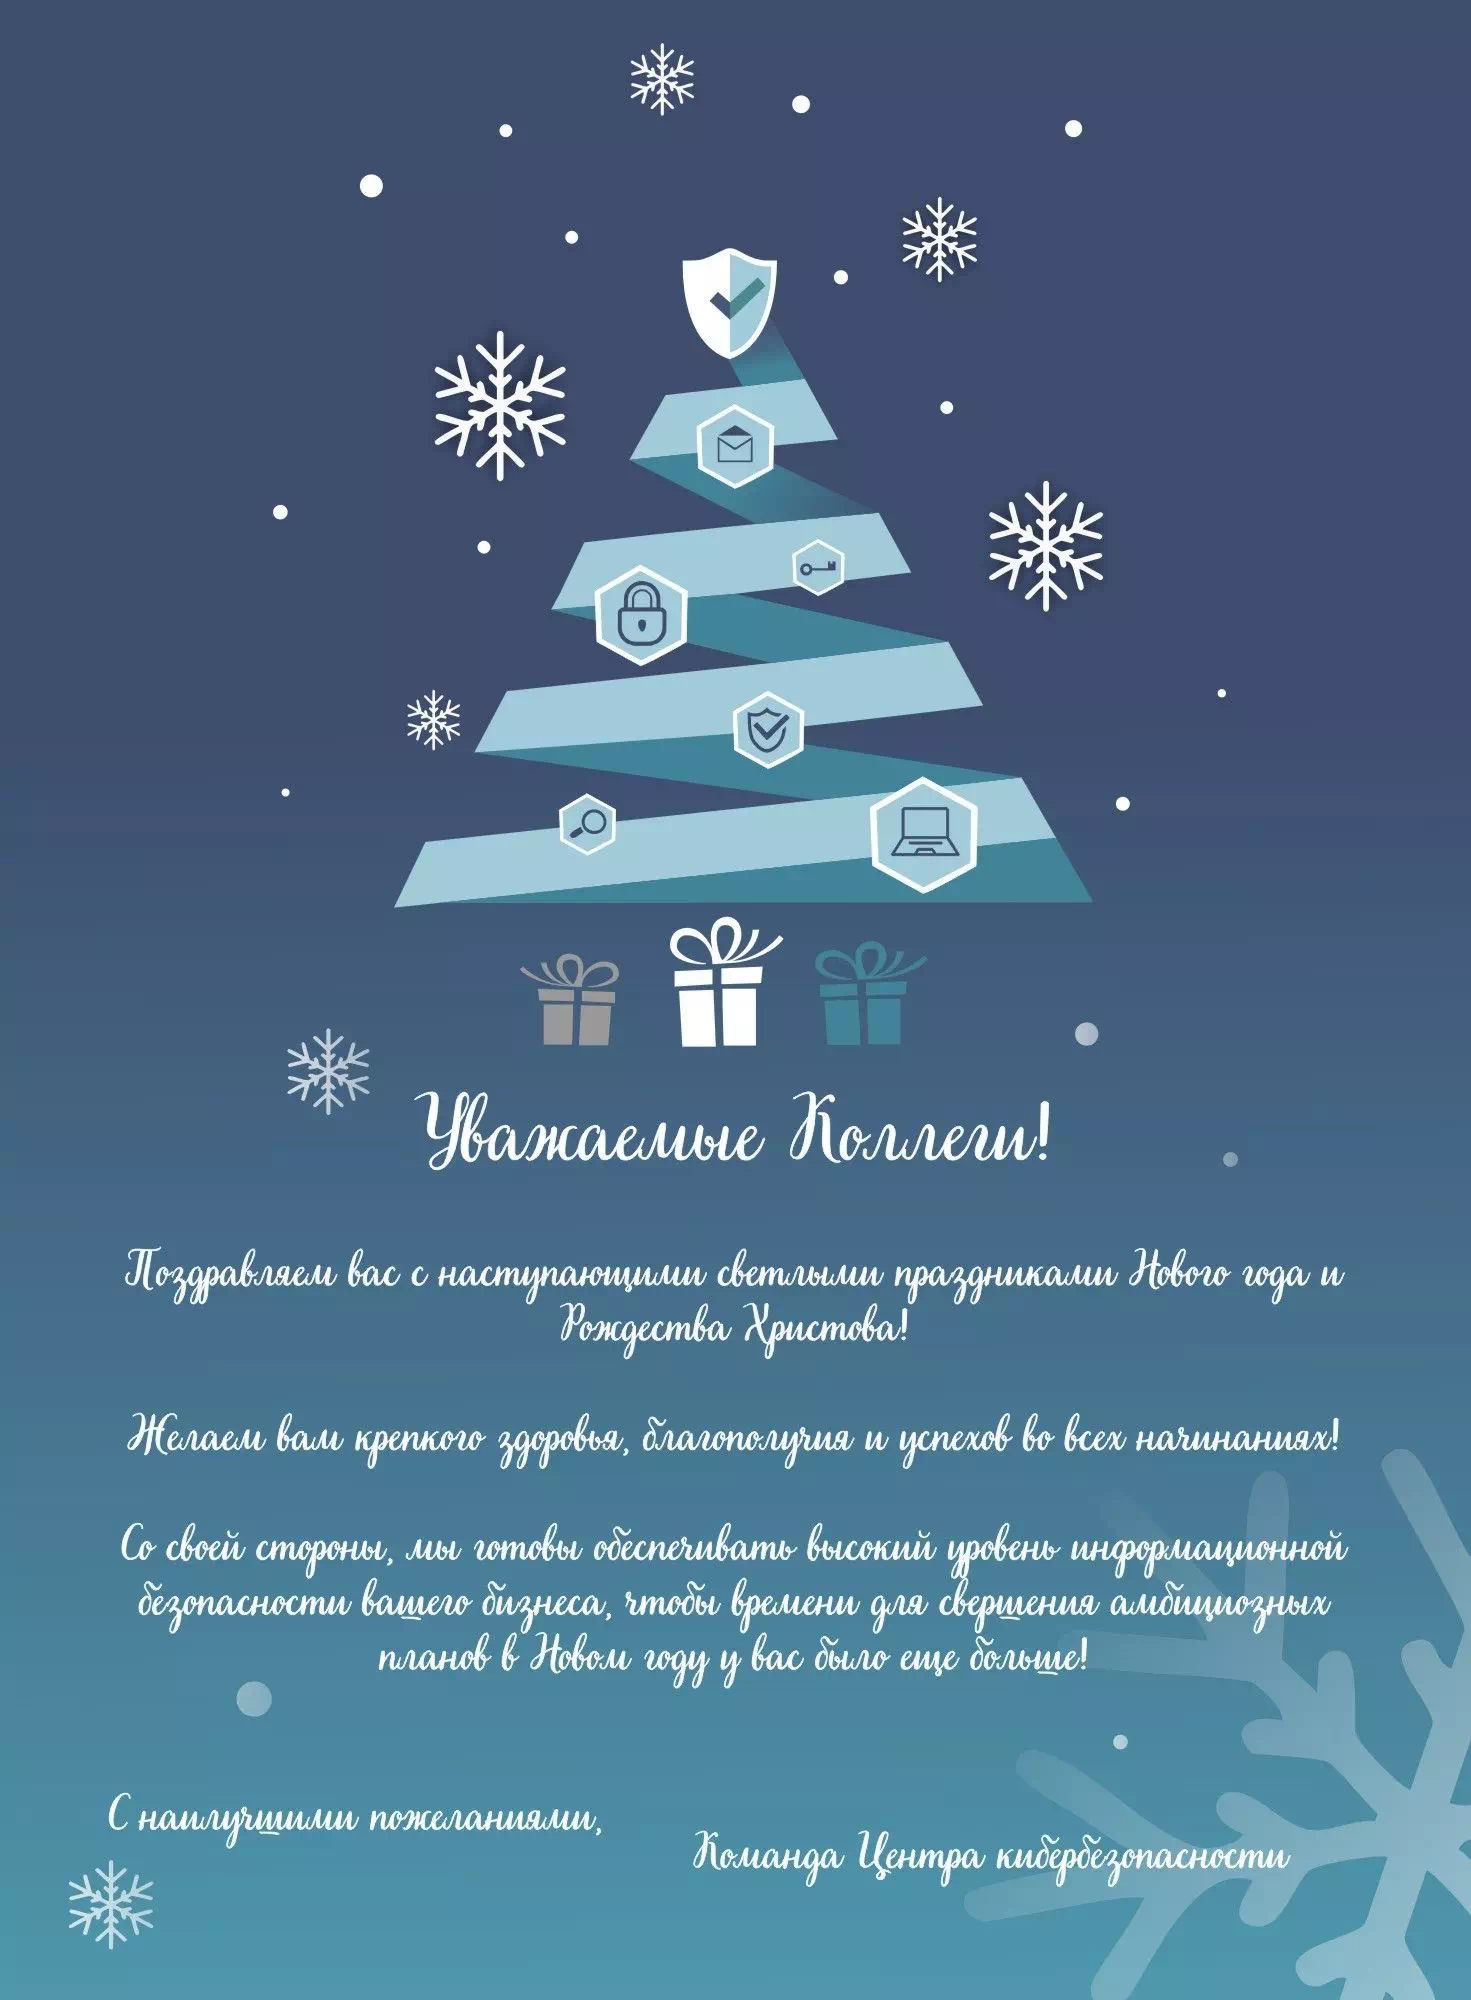 Уважаемые Коллеги!
Поздравляем вас с наступающими светлыми праздниками Нового года и
Рождества Христова!
Желаем вам крепкого здоровья, благополучия и успехов во всех начинаниях!
Со своей стороны, мы готовы обеспечивать высокий уровень информационной
безопасности вашего бизнеса, чтобы времени для свершения амбициозных
планов в Новом году у вас было еще больше!
С наилучшими пожеланиями,
Команда Центра кибербезопасности